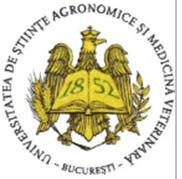 UNIVERSITATEA DE ȘTIINȚE AGRONOMICE ȘI MEDICINĂ VETERINARĂ
1852
- BUCUREȘTI -